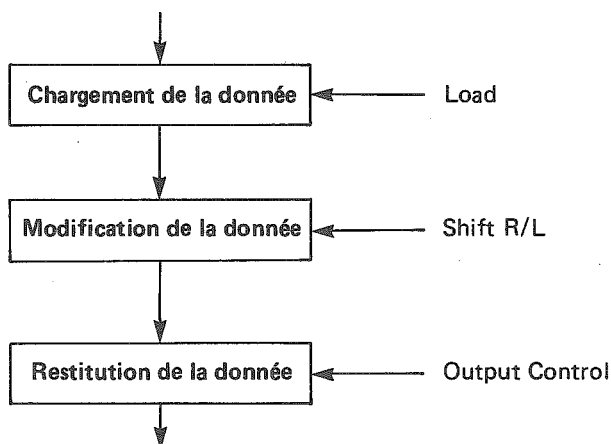 Chargement de la donnée
Load
Modification de la donnée
Shift R/L
Restitution de la donnée
Output Control